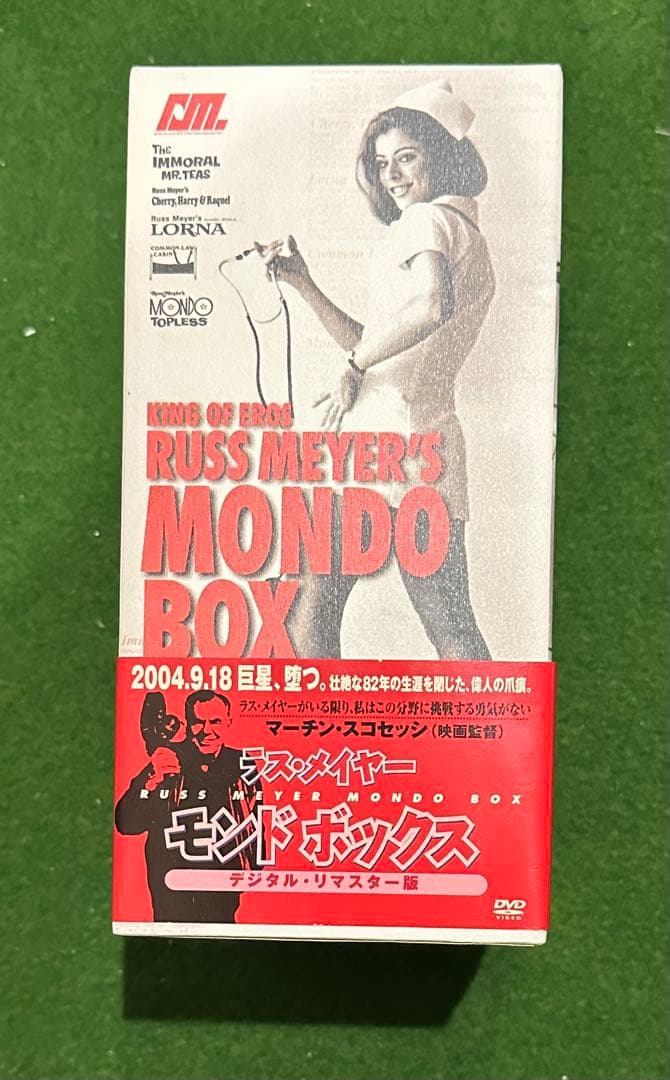 RM.
THE
IMMORAL
MR. TEAS
Russ Meyer's
Cherry, Harry & Raquel
Russ Meyer's
LORNA
COMMON-LAW
CABIN
Russ Meyer's
MONDO
TOPLESS
KING OF EROS
RUSS MEYER'S
MONDO
BOX
2004.9.18 巨星、堕つ。壮絶な82年の生涯を閉じた、偉人の爪痕。
ラス・メイヤーがいる限り、私はこの分野に挑戦する勇気がない
マーチン・スコセッシ(映画監督)
ラス・メイヤー
RUSS MEYER MONDO BOX
モンド ボックス
デジタル・リマスター版
DVD
VIDEO